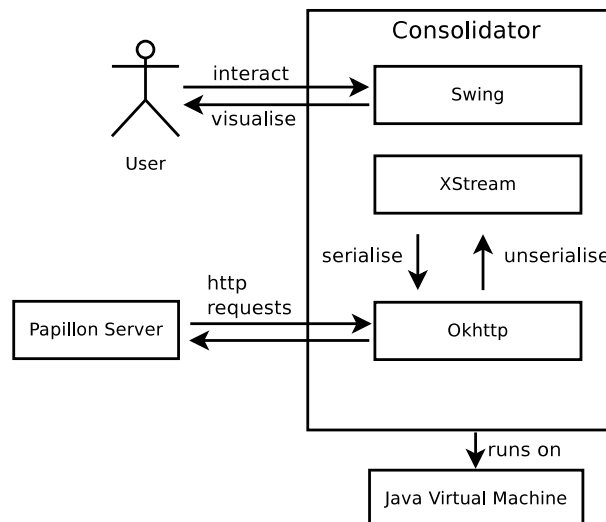 Consolidator
interact
Swing
visualise
User
XStream
serialise
unserialise
http
requests
Papillon Server
Okhttp
runs on
Java Virtual Machine